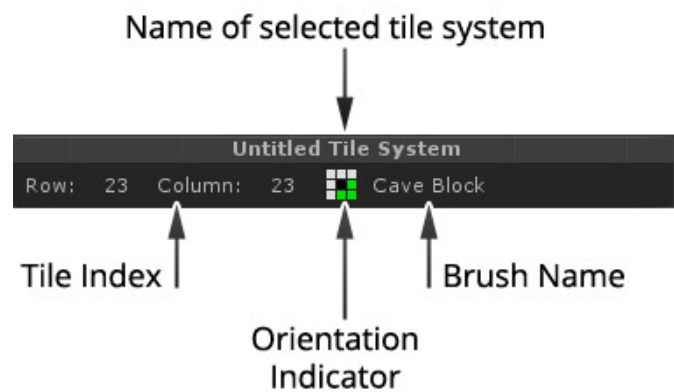 Name of selected tile system
Untitled Tile System
Row: 23 Column: 23 Cave Block
Tile Index
Brush Name
Orientation
Indicator